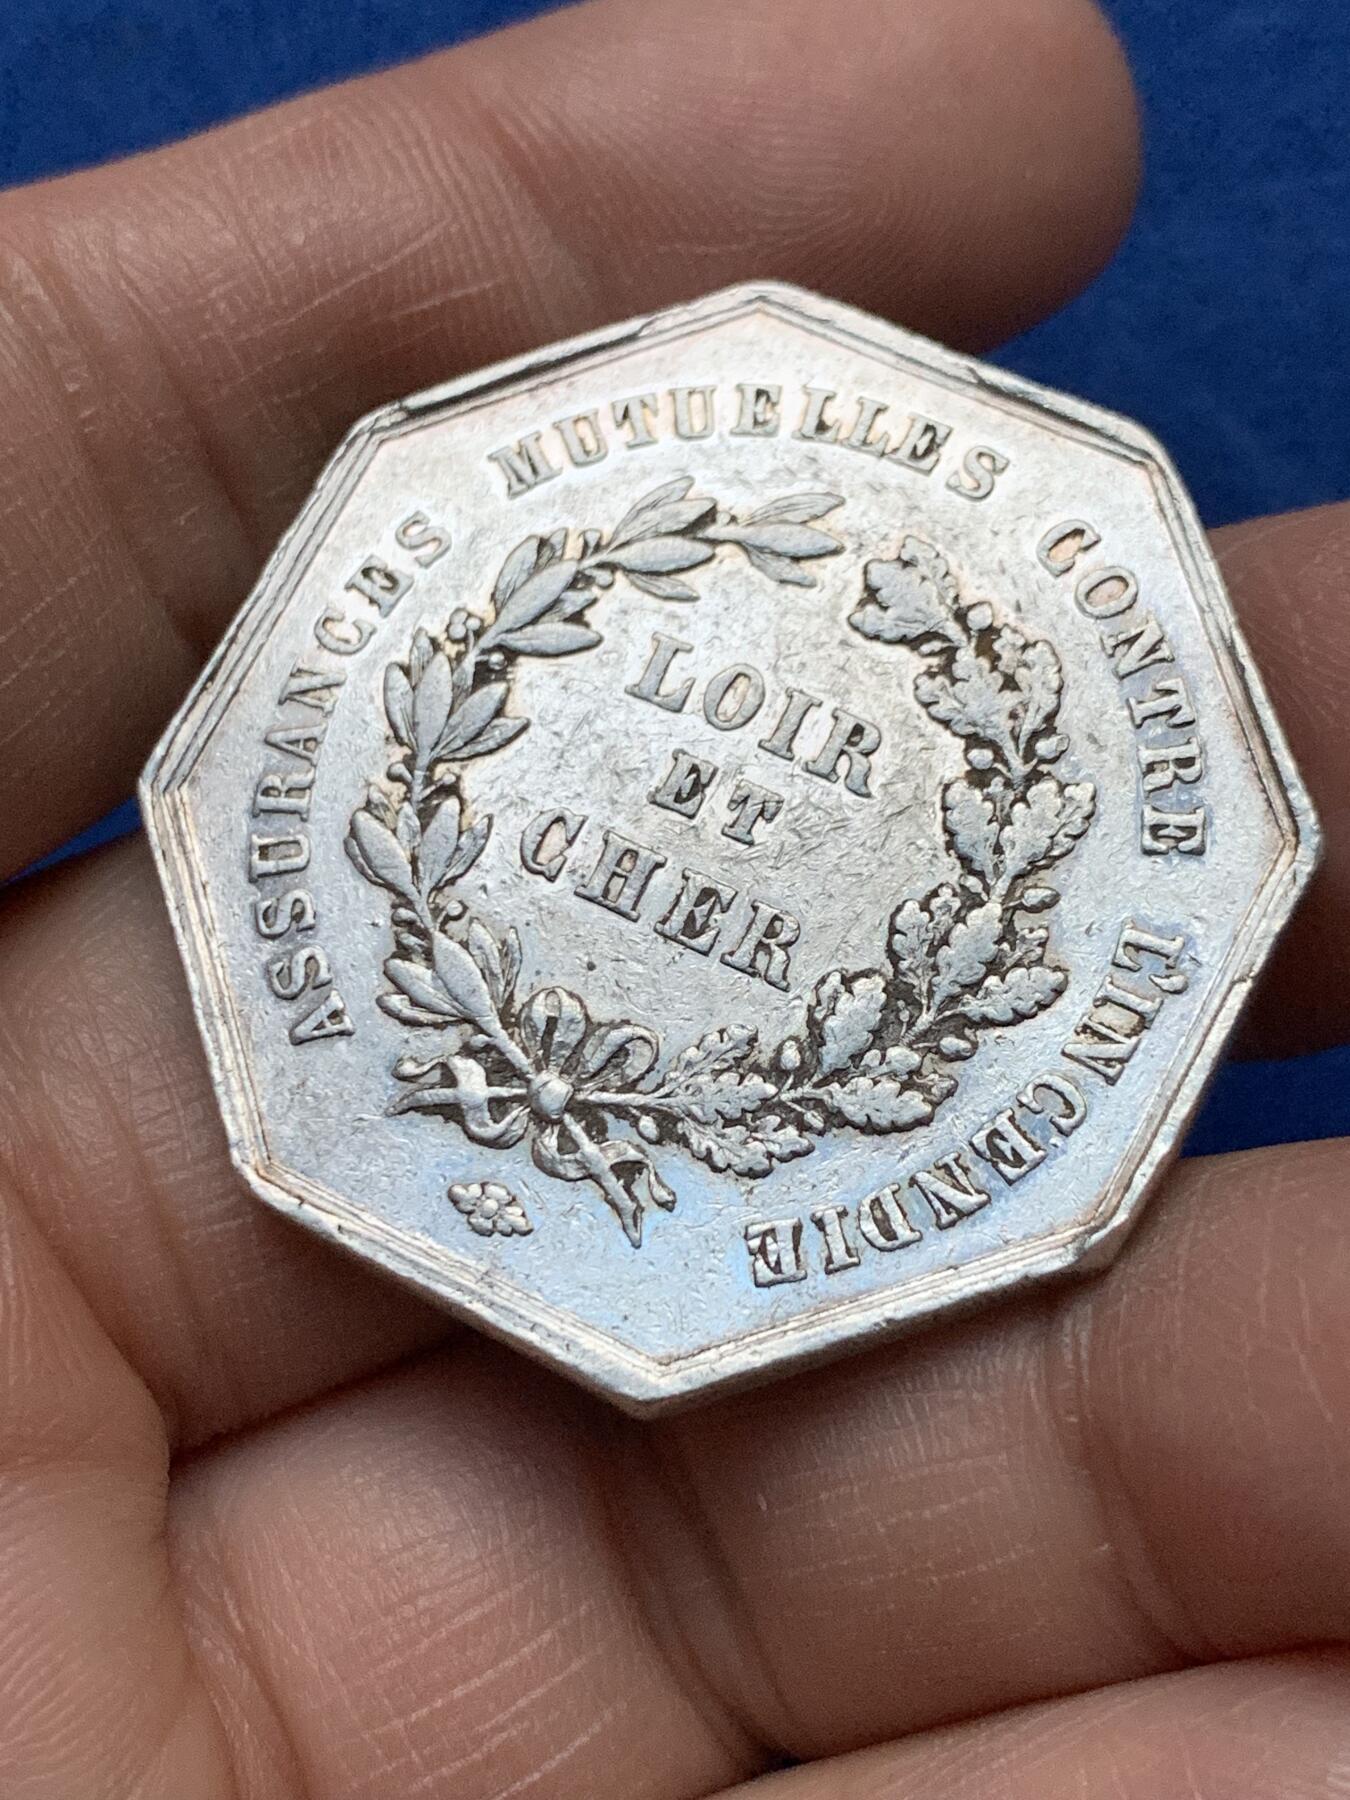 ASSURANCES MUTUELLES CONTRE L'INCENDIE
LOIR
ET
CHER